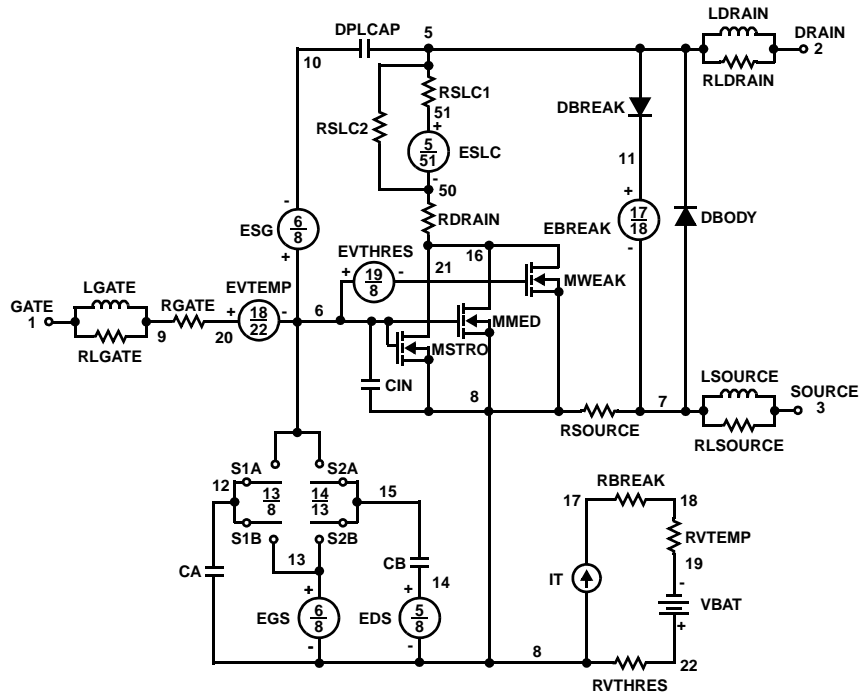 LDRAIN
DPLCAP 5 DRAIN
10 2
RLDRAIN
RSLC1
DBREAK
51
RSLC2 +
5
51 ESLC
11
- 50
- +
17
18
ESG 6
8 RDRAIN EBREAK DBODY
+ EVTHRES 16 -
+ 19
8 - 21 MWEAK
LGATE EVTEMP
GATE RGATE + 18
22 - 6 MMED
1 9 20
RLGATE MSTRO
LSOURCE
CIN 8 7 SOURCE
3
RSOURCE
RLSOURCE
S1A S2A
12 13
8 14
13 15 RBREAK
17 18
S1B S2B
RVTEMP
13 CB 19
CA IT -
+ + 14
VBAT
EGS 6
8 EDS 5
8 +
- - 8 22
RVTHRES